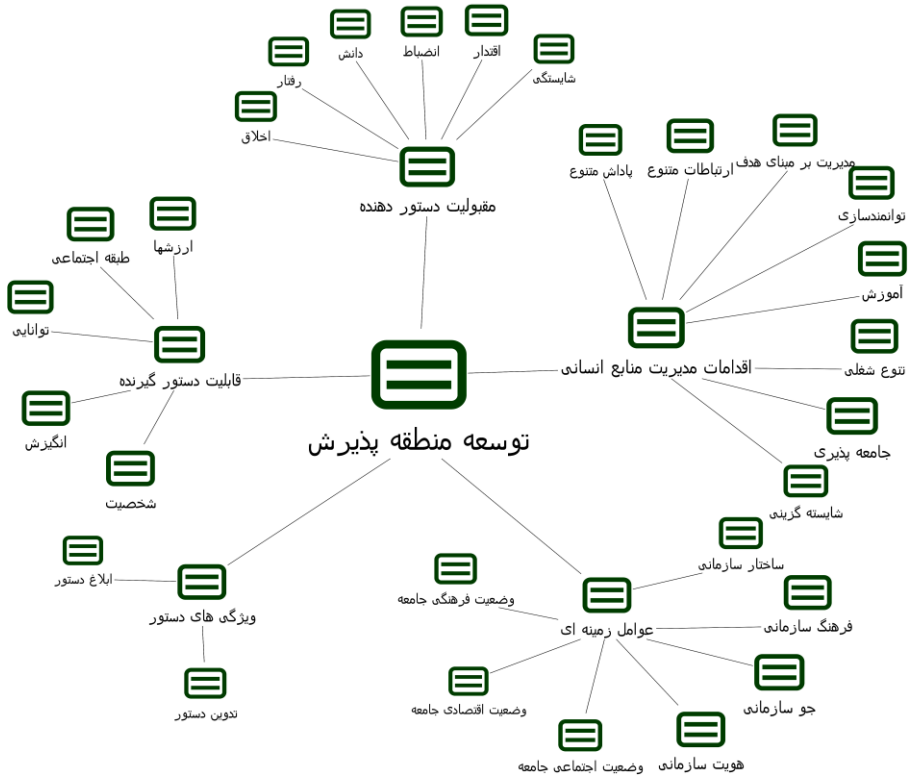 اقتدار
انضباط
دانش
شایستگی
رفتار
اخلاق
مقبولیت دستور دهنده
مدیریت بر مبنای هدف
ارتباطات متنوع
پاداش متنوع
توانمندسازی
آموزش
تتوع شغلی
جامعه پذیری
شایسته گزینی
اقدامات مدیریت منابع انسانی
ارزشها
طبقه اجتماعی
توانایی
قابلیت دستور گیرنده
انگیزش
شخصیت
توسعه منطقه پذیرش
ساختار سازمانی
وضعیت فرهنگی جامعه
عوامل زمینه ای
فرهنگ سازمانی
جو سازمانی
وضعیت اقتصادی جامعه
هویت سازمانی
وضعیت اجتماعی جامعه
ابلاغ دستور
ویژگی های دستور
تدوین دستور